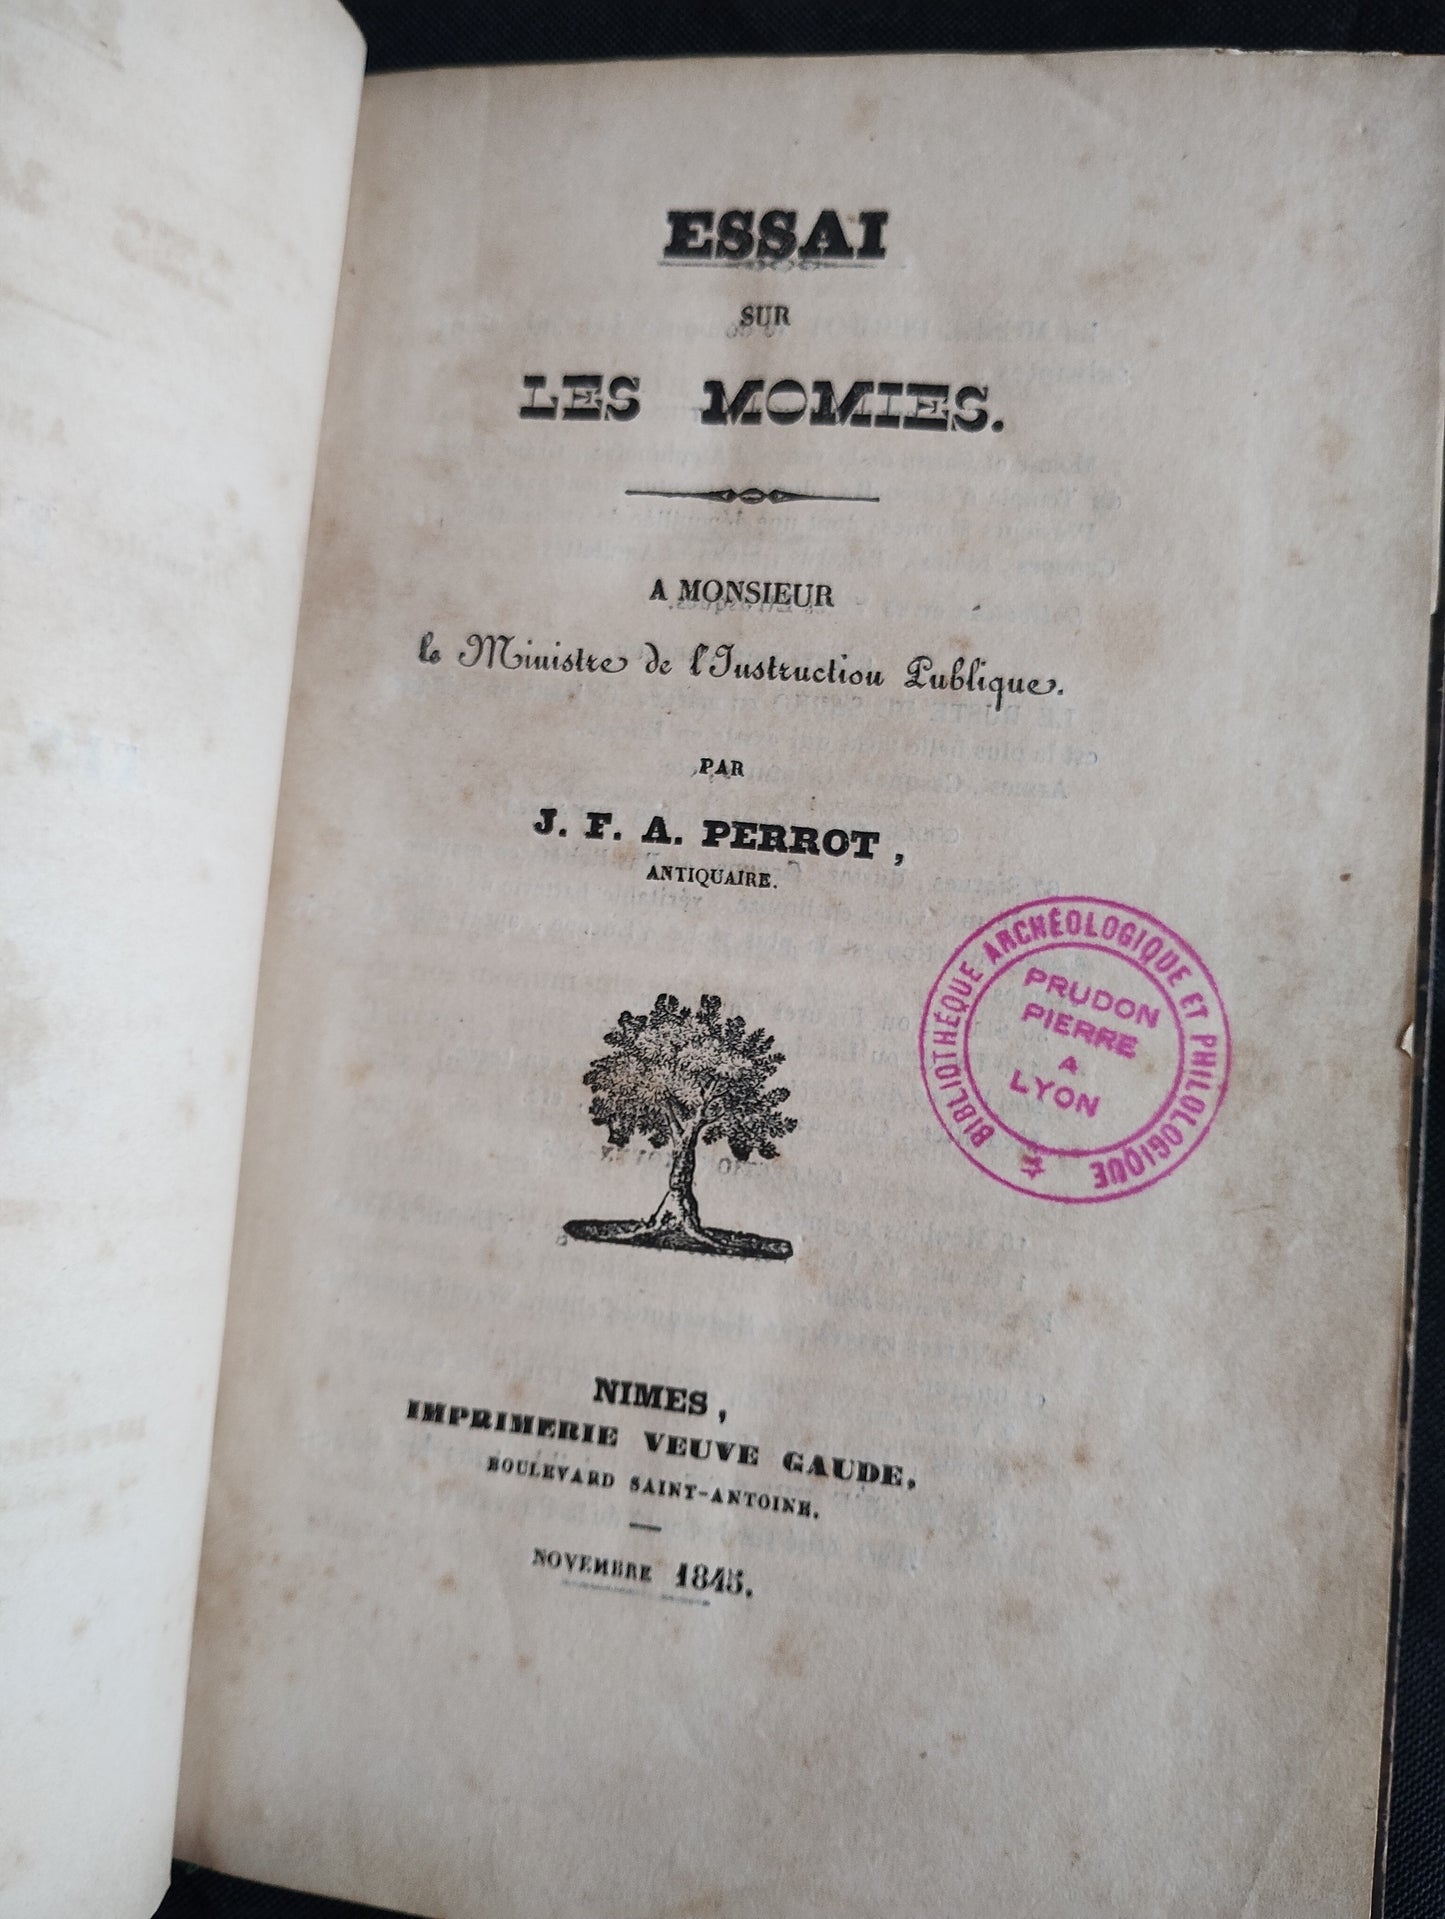 ESSAI
SUR
LES MOMIES.
A MONSIEUR
le Ministre de l'Instruction Publique.
PAR
J. F. A. PERROT,
ANTIQUAIRE.
BIBLIOTHÉQUE ARCHÉOLOGIQUE ET PHILOLOGIQUE
PRUDON
PIERRE
A
LYON
NIMES,
IMPRIMERIE VEUVE GAUDE,
BOULEVARD SAINT-ANTOINE.
NOVEMBRE 1845.